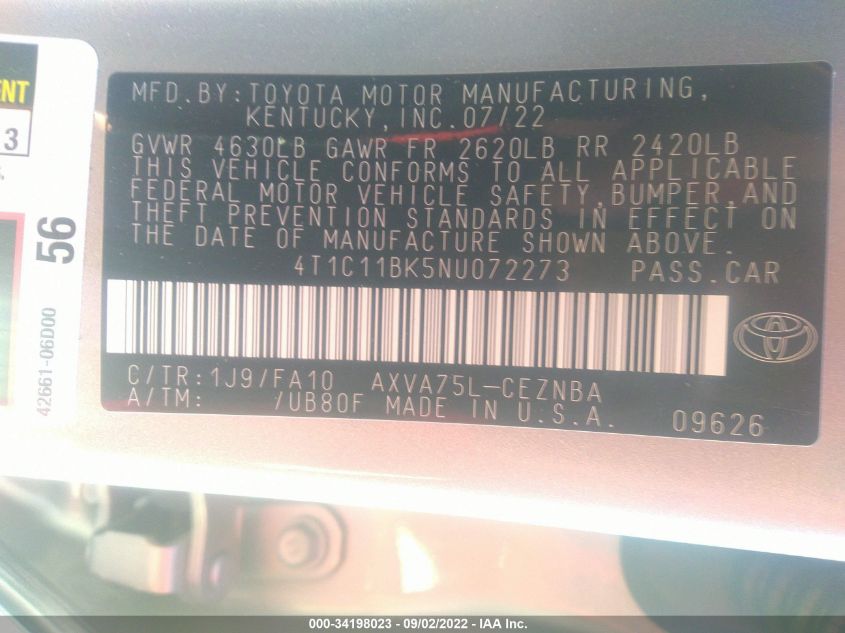 ENT
3
56
42661-06D00
MFD.BY:TOYOTA MOTOR MANUFACTURING,
KENTUCKY,INC.07/22
GVWR 4630LB GAWR FR 2620LB RR 2420LB
THIS VEHICLE CONFORMS TO ALL APPLICABLE
FEDERAL MOTOR VEHICLE SAFETY,BUMPER,AND
THEFT PREVENTION STANDARDS IN EFFECT ON
THE DATE OF MANUFACTURE SHOWN ABOVE.
4T1C11BK5NU072273 PASS.CAR
C/TR:1J9/FA10 AXVA75L-CEZNBA
A/TM: /UB80F MADE IN U.S.A. 09626
000-34198023 - 09/02/2022 - IAA Inc.